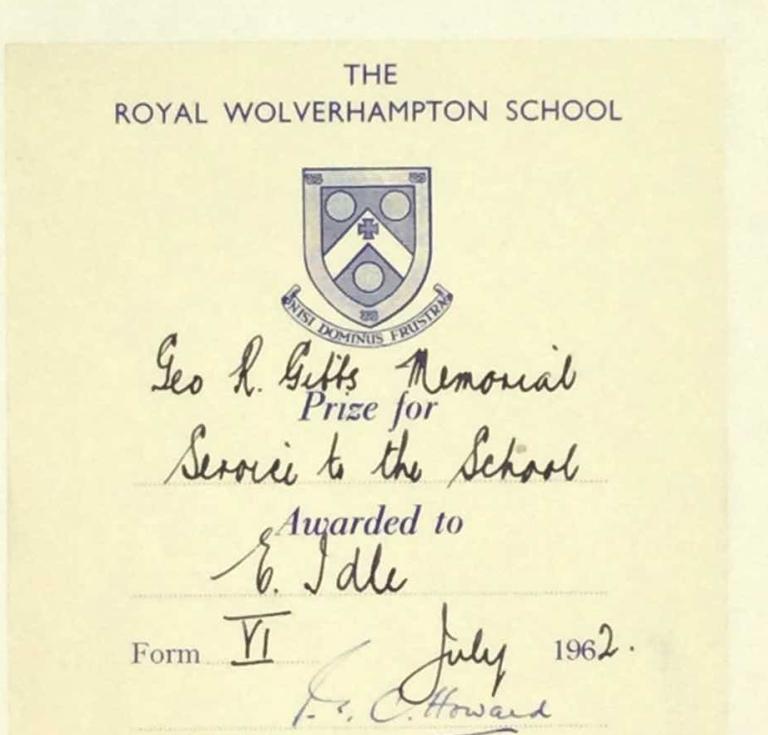 THE
ROYAL WOLVERHAMPTON SCHOOL
NISI DOMINUS FRUSTRA
Geo R. Gibbs Memorial
Prize for
Service to the School
Awarded to
E. Idle
Form VI July 1962.
C. Howard